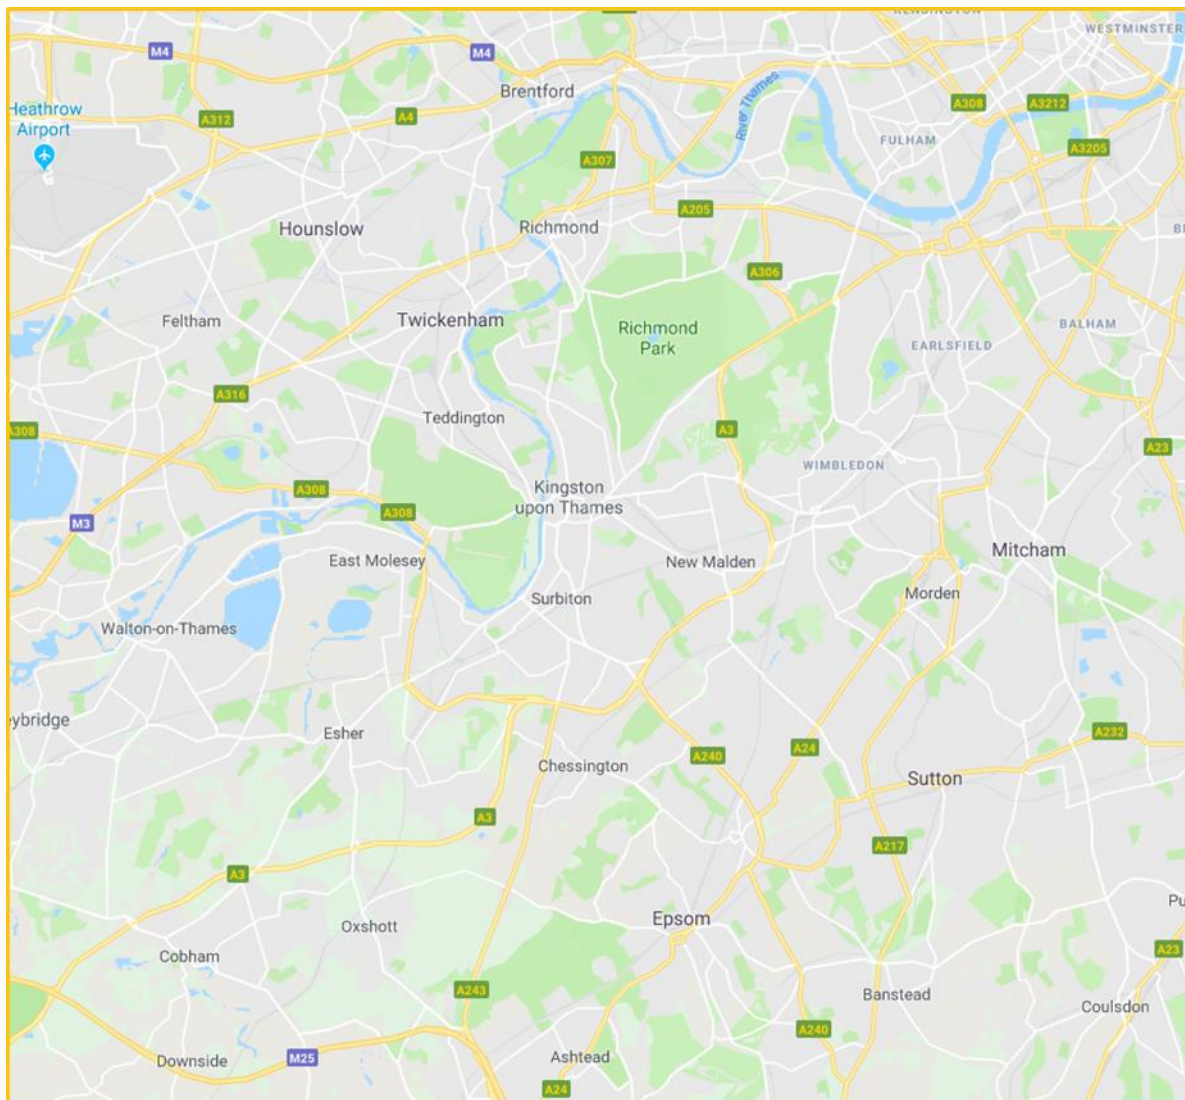 KENSINGTON
WESTMINSTER
M4
M4
Brentford
Heathrow
Airport
A312
A4
River Thames
A308
A3212
FULHAM
A3205
A307
Hounslow
Richmond
A205
A306
Feltham
Twickenham
Richmond
Park
BALHAM
EARLSFIELD
A316
Teddington
A308
A3
A23
WIMBLEDON
Kingston
upon Thames
A308
A308
M3
East Molesey
New Malden
Mitcham
Surbiton
Morden
Walton-on-Thames
eybridge
Esher
A232
Chessington
A240
A24
Sutton
A3
A217
A3
Oxshott
Epsom
Pu
Cobham
A23
A243
Banstead
Coulsdon
A240
Downside
M25
Ashtead
A24